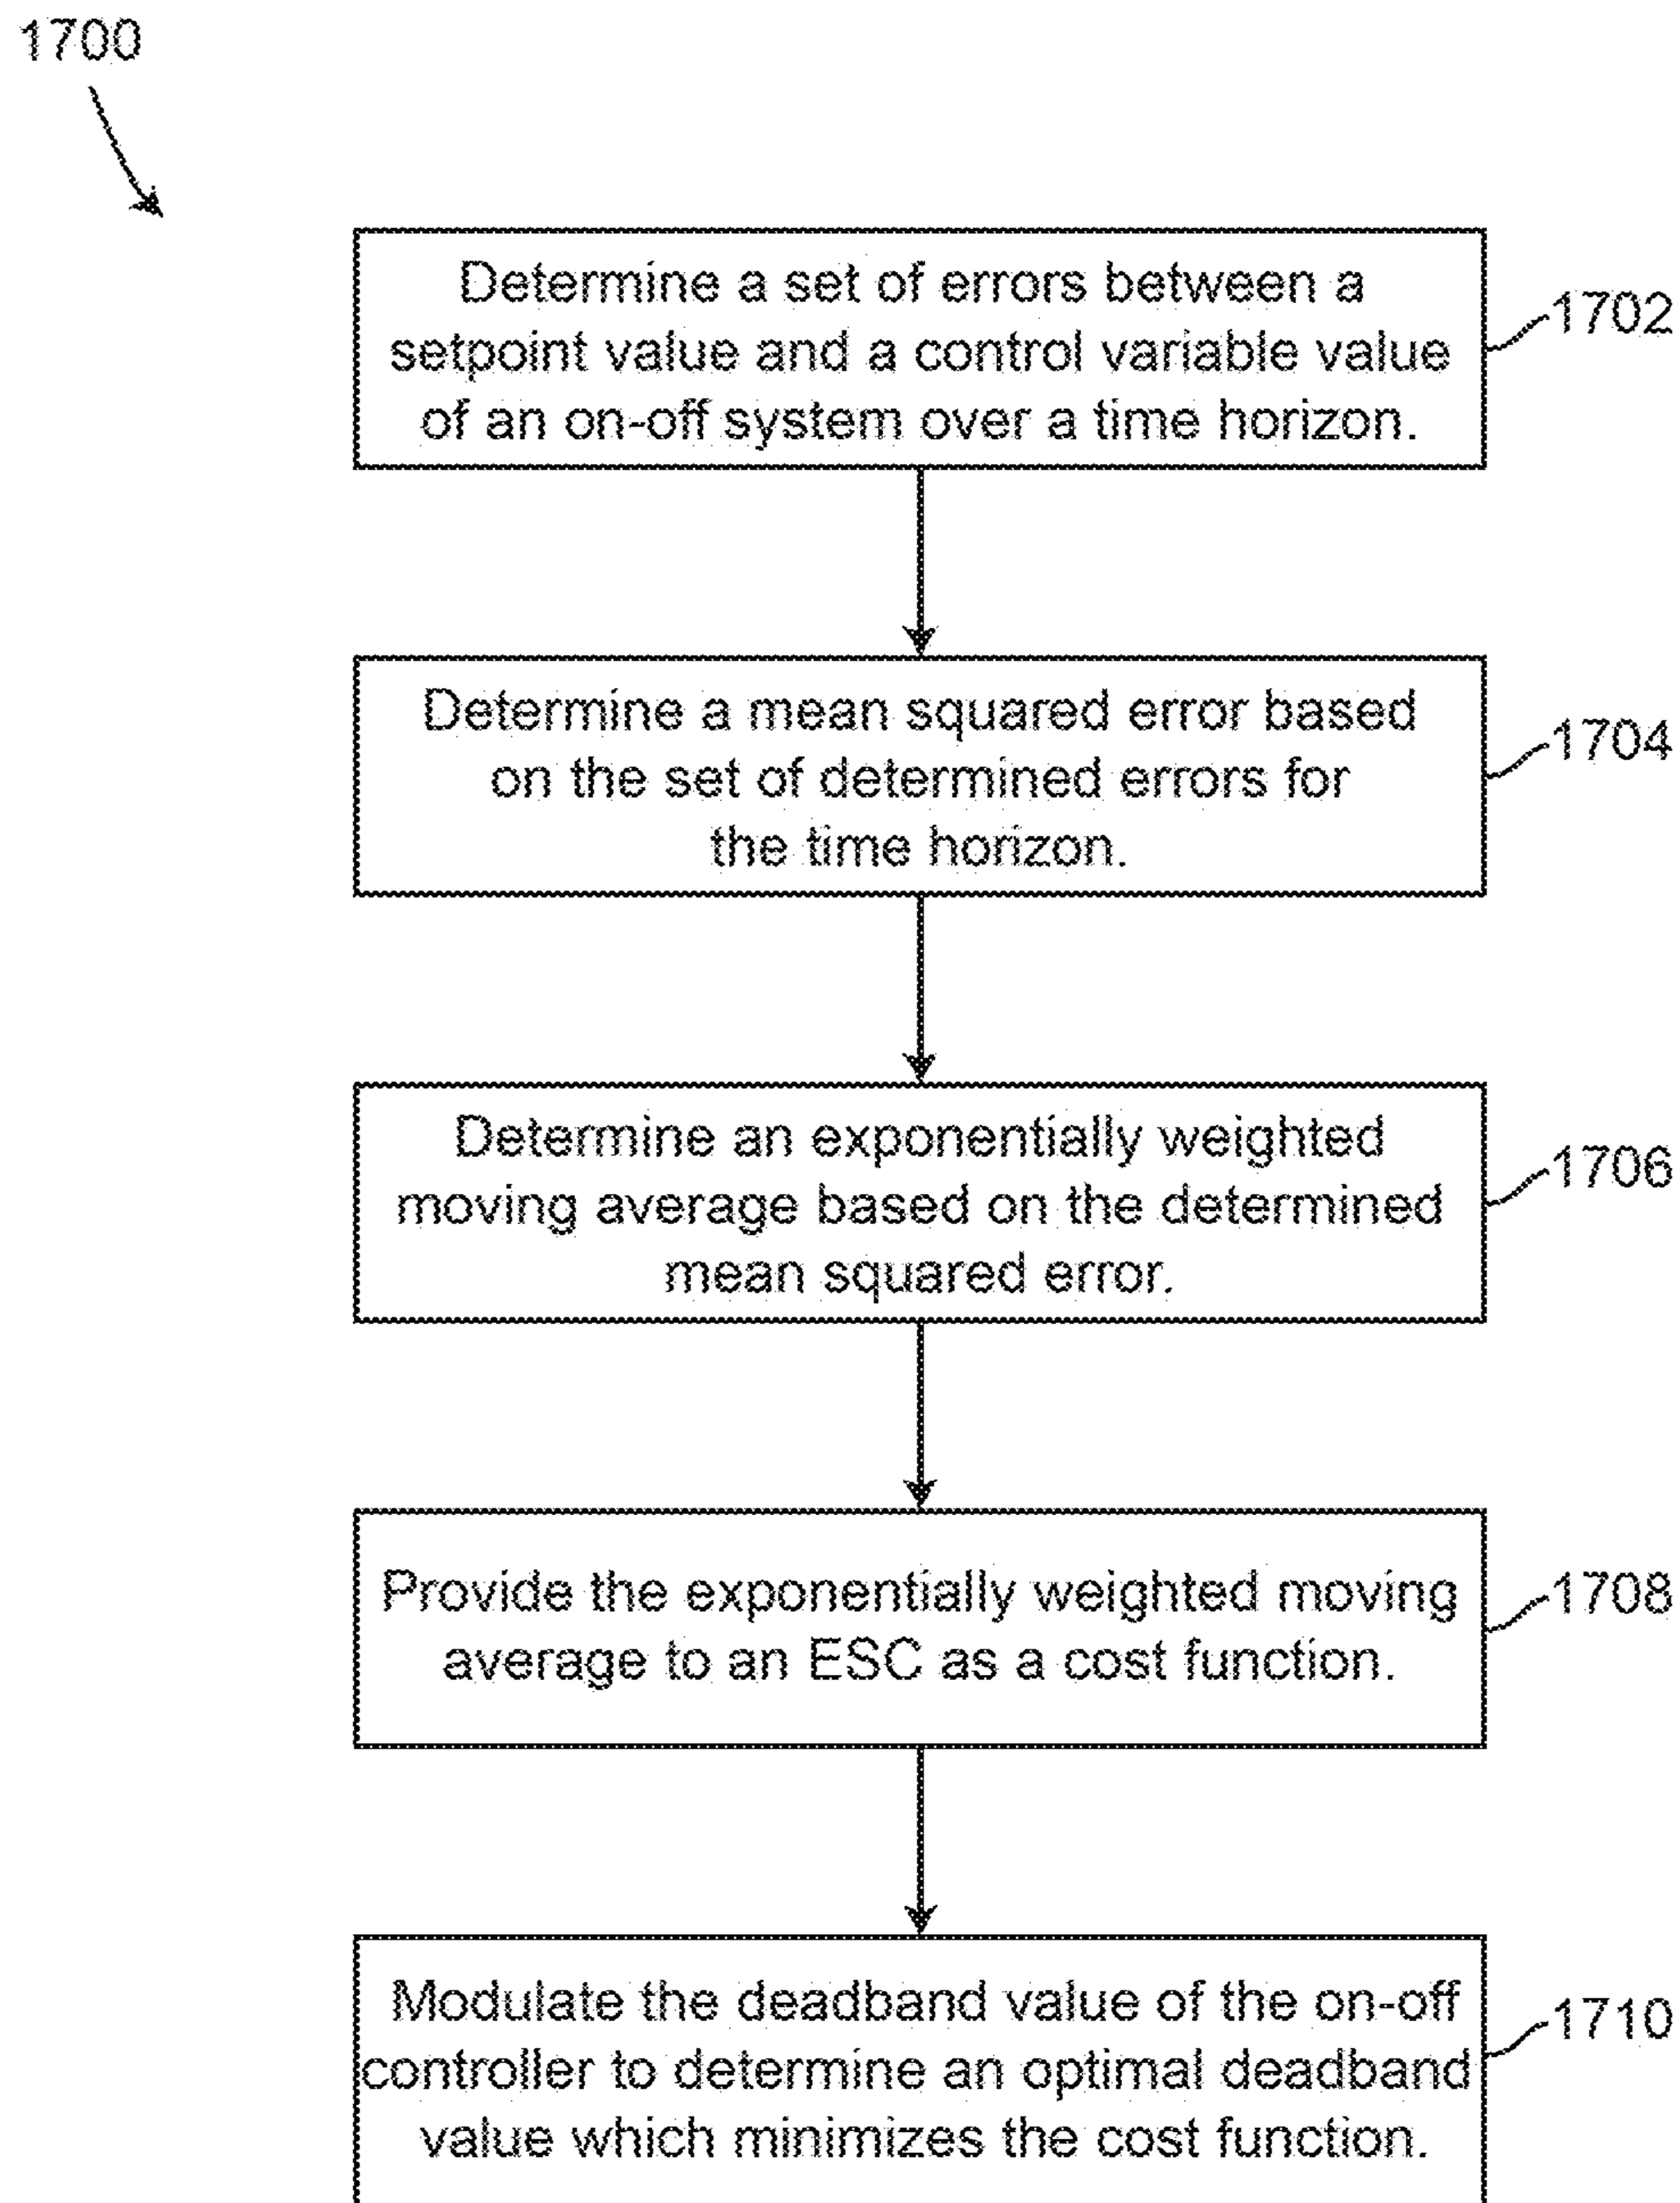 1700
Determine a set of errors between a
setpoint value and a control variable value
of an on-off system over a time horizon.
1702
Determine a mean squared error based
on the set of determined errors for
the time horizon.
1704
Determine an exponentially weighted
moving average based on the determined
mean squared error.
1706
Provide the exponentially weighted moving
average to an ESC as a cost function.
1708
Modulate the deadband value of the on-off
controller to determine an optimal deadband
value which minimizes the cost function.
1710